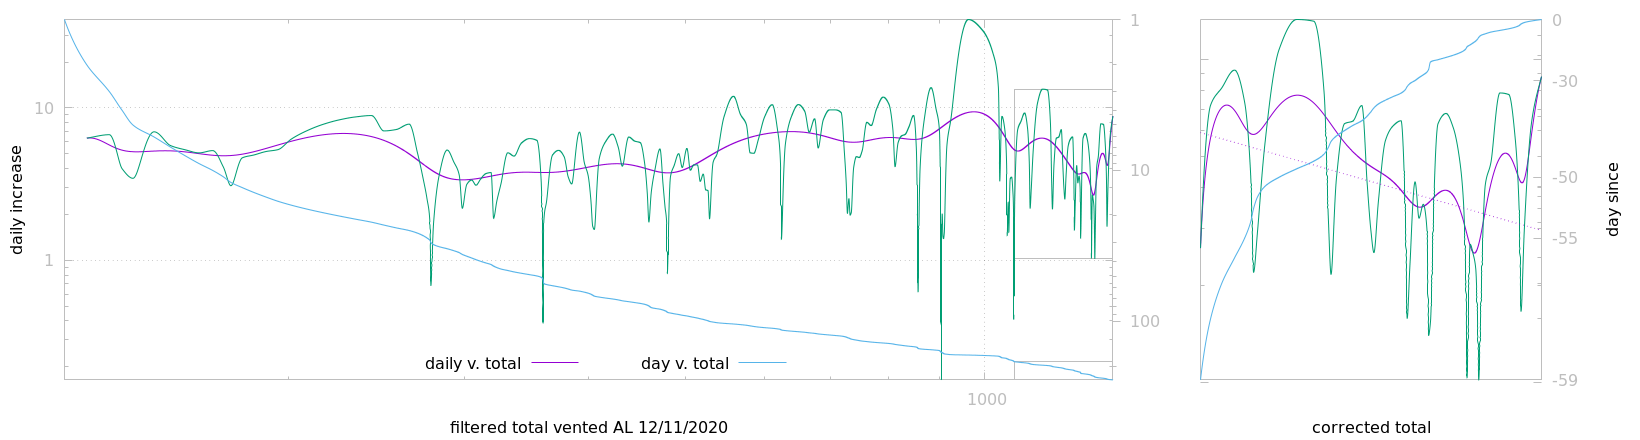 10
1
daily increase
1
10
100
1000
daily v. total
day v. total
filtered total vented AL 12/11/2020
0
-30
-50
-55
-59
day since
corrected total